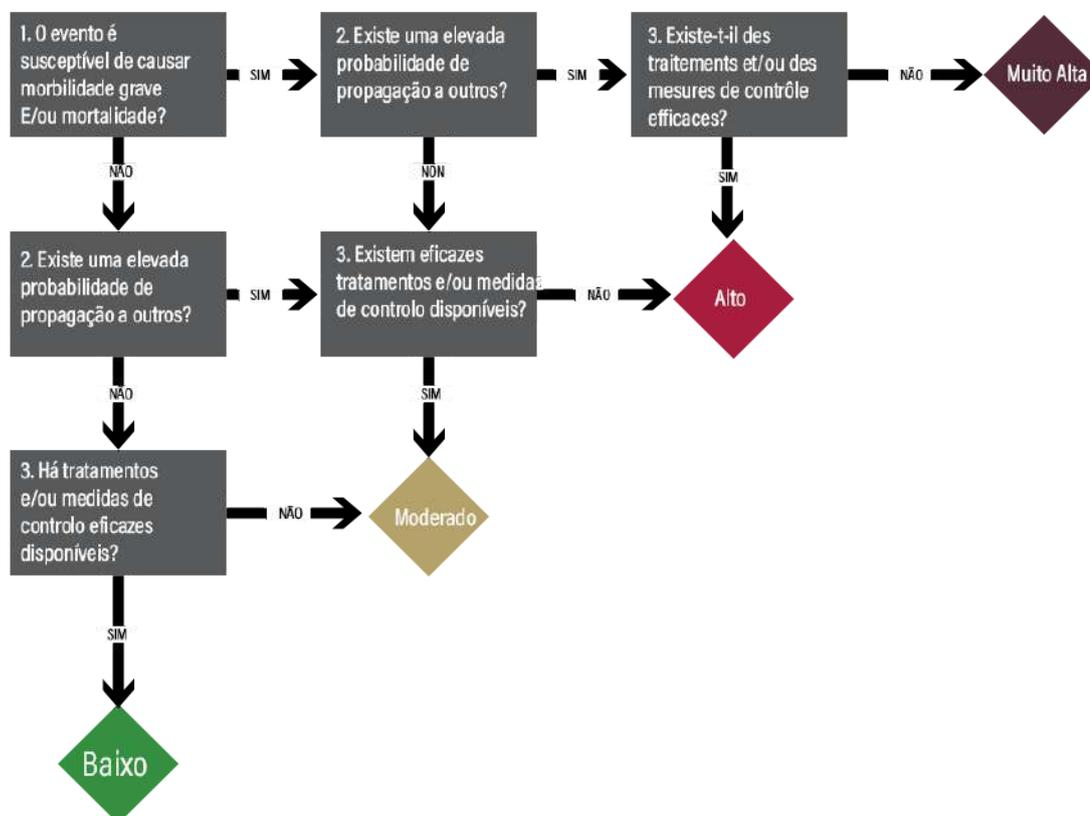 1. O evento é
susceptível de causar
morbilidade grave
E/ou mortalidade?
SIM
2. Existe uma elevada
probabilidade de
propagação a outros?
SIM
3. Existe-t-il des
traitements et/ou des
mesures de contrôle
efficaces?
NÃO
Muito Alta
NÃO
NON
SIM
2. Existe uma elevada
probabilidade de
propagação a outros?
SIM
3. Existem eficazes
tratamentos e/ou medidas
de controlo disponíveis?
NÃO
Alto
NÃO
SIM
3. Há tratamentos
e/ou medidas de
controlo eficazes
disponíveis?
NÃO
Moderado
SIM
Baixo